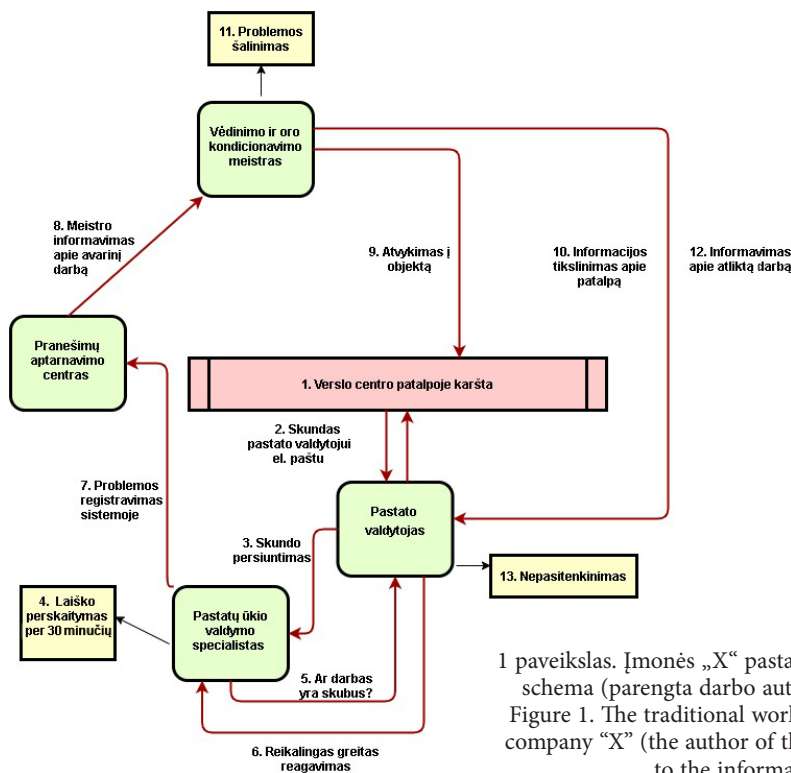 11. Problemos
šalinimas
Vėdinimo ir oro
kondicionavimo
meistras
8. Meistro
informavimas
apie avarinį
darbą
9. Atvykimas į
objektą
10. Informacijos
tikslinimas apie
patalpą
12. Informavimas
apie atliktą darbą
Pranešimų
aptarnavimo
centras
1. Verslo centro patalpoje karšta
2. Skundas
pastato valdytojui
el. paštu
7. Problemos
registravimas
sistemoje
Pastato
valdytojas
3. Skundo
persiuntimas
13. Nepasitenkinimas
4. Laiško
perskaitymas
per 30 minučių
Pastatų ūkio
valdymo
specialistas
5. Ar darbas
yra skubus?
6. Reikalingas greitas
reagavimas
1 paveikslas. Įmonės „X“ pasta
schema (parengta darbo aut
Figure 1. The traditional work
company “X” (the author of th
to the informa